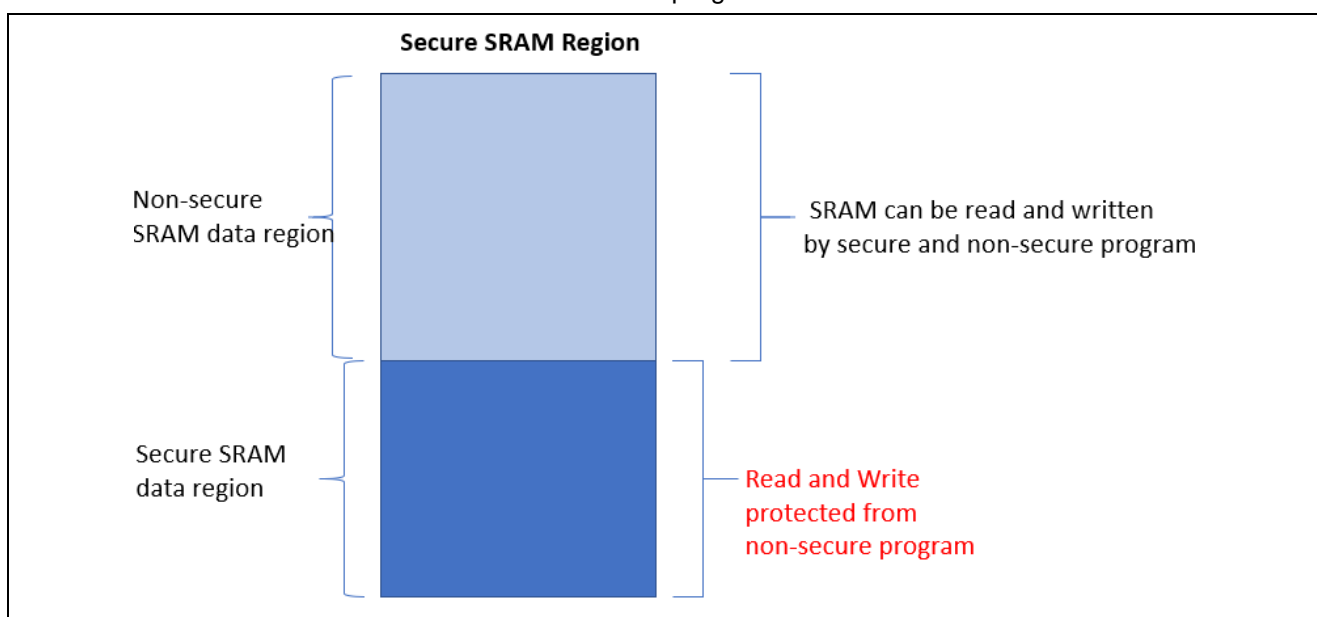 Secure SRAM Region
Non-secure
SRAM data region
SRAM can be read and written
by secure and non-secure program
Secure SRAM
data region
Read and Write
protected from
non-secure program